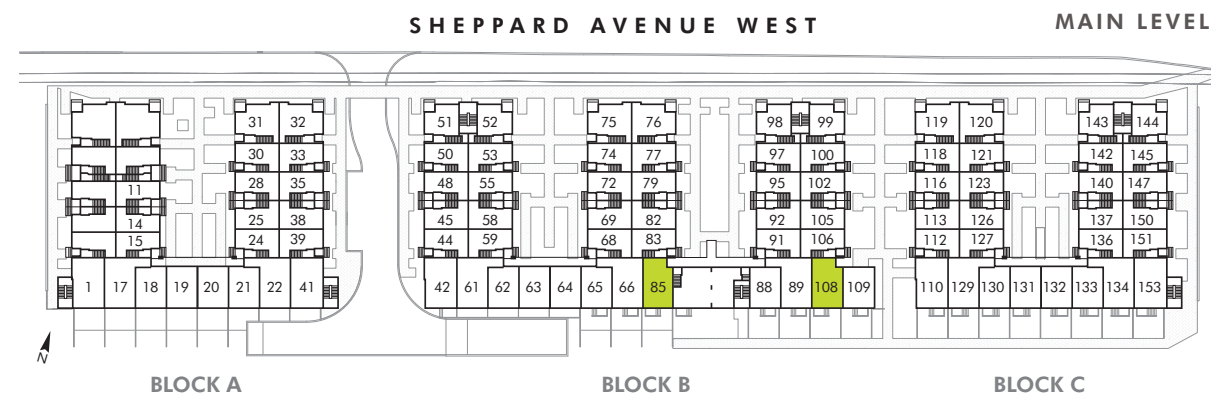 SHEPPARD AVENUE WEST
MAIN LEVEL
31 32 51 52 75 76 98 99 119 120 143 144
30 33 50 53 74 77 97 100 118 121 142 145
11 28 35 48 55 72 79 95 102 116 123 140 147
14 25 38 45 58 69 82 92 105 113 126 137 150
15 24 39 44 59 68 83 91 106 112 127 136 151
1 17 18 19 20 21 22 41 42 61 62 63 64 65 66 85 88 89 108 109 110 129 130 131 132 133 134 153
N
BLOCK A
BLOCK B
BLOCK C